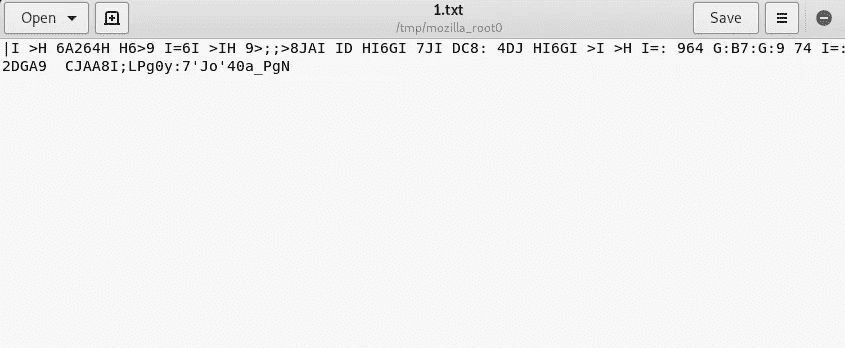 Open
1.txt
/tmp/mozilla_root0
Save
|I >H 6A264H H6>9 I=6I >IH 9>;;>8JAI ID HI6GI 7JI DC8: 4DJ HI6GI >I >H I=: 964 G:B7:G:9 74 I=:
2DGA9  CJAA8I;LPg0y:7'Jo'40a_PgN